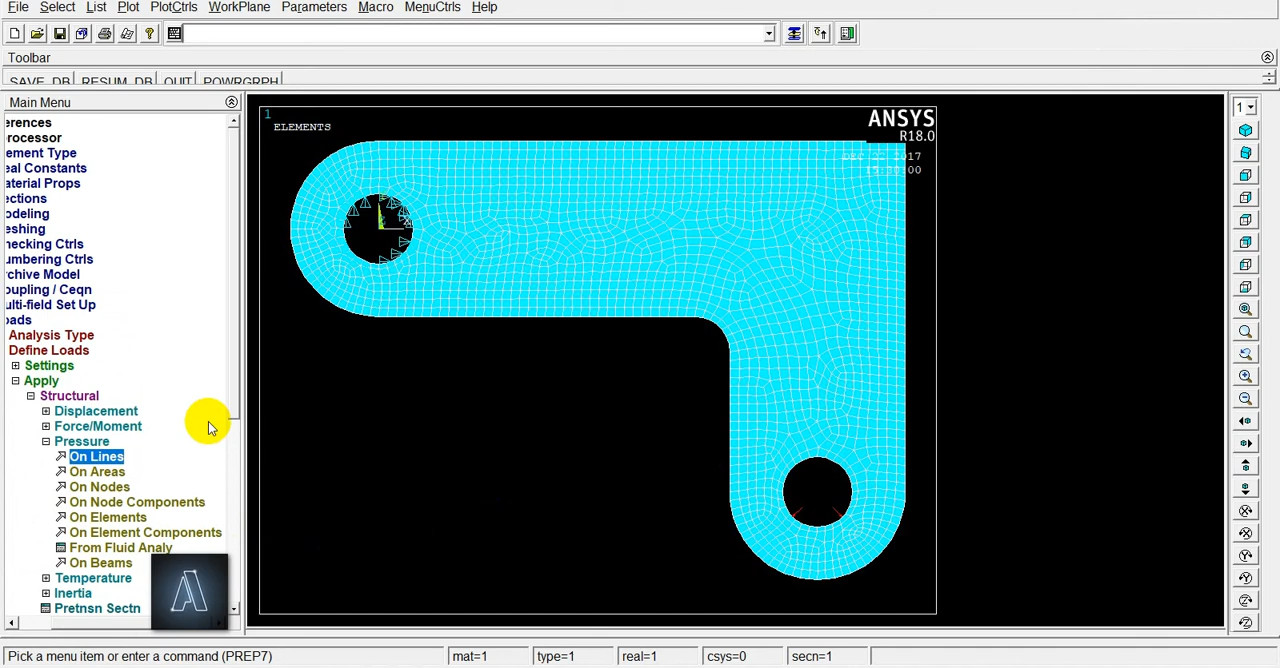 File Select List Plot PlotCtrls WorkPlane Parameters Macro MenuCtrls Help
Toolbar
SAVE_DB RESUM_DB QUIT POWRGRPH
Main Menu
erences
rocessor
ement Type
eal Constants
aterial Props
ections
odeling
eshing
hecking Ctrls
umbering Ctrls
rchive Model
oupling / Ceqn
ulti-field Set Up
oads
Analysis Type
Define Loads
Settings
Apply
Structural
Displacement
Force/Moment
Pressure
On Lines
On Areas
On Nodes
On Node Components
On Elements
On Element Components
From Fluid Analy
On Beams
Temperature
Inertia
Pretnsn Sectn
1
ELEMENTS
ANSYS
R18.0
2017
1
Pick a menu item or enter a command (PREP7)
mat=1
type=1
real=1
csys=0
secn=1